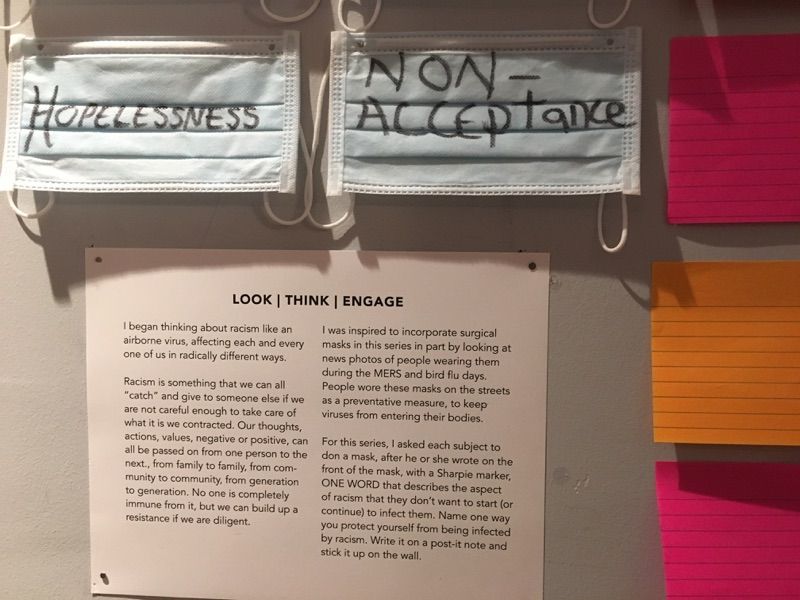 HOPELESSNESS
NON-
ACCEptance
LOOK | THINK | ENGAGE
I began thinking about racism like an
airborne virus, affecting each and every
one of us in radically different ways.
Racism is something that we can all
“catch” and give to someone else if we
are not careful enough to take care of
what it is we contracted. Our thoughts,
actions, values, negative or positive, can
all be passed on from one person to the
next., from family to family, from com-
munity to community, from generation
to generation. No one is completely
immune from it, but we can build up a
resistance if we are diligent.
I was inspired to incorporate surgical
masks in this series in part by looking at
news photos of people wearing them
during the MERS and bird flu days.
People wore these masks on the streets
as a preventative measure, to keep
viruses from entering their bodies.
For this series, I asked each subject to
don a mask, after he or she wrote on the
front of the mask, with a Sharpie marker,
ONE WORD that describes the aspect
of racism that they don’t want to start (or
continue) to infect them. Name one way
you protect yourself from being infected
by racism. Write it on a post-it note and
stick it up on the wall.